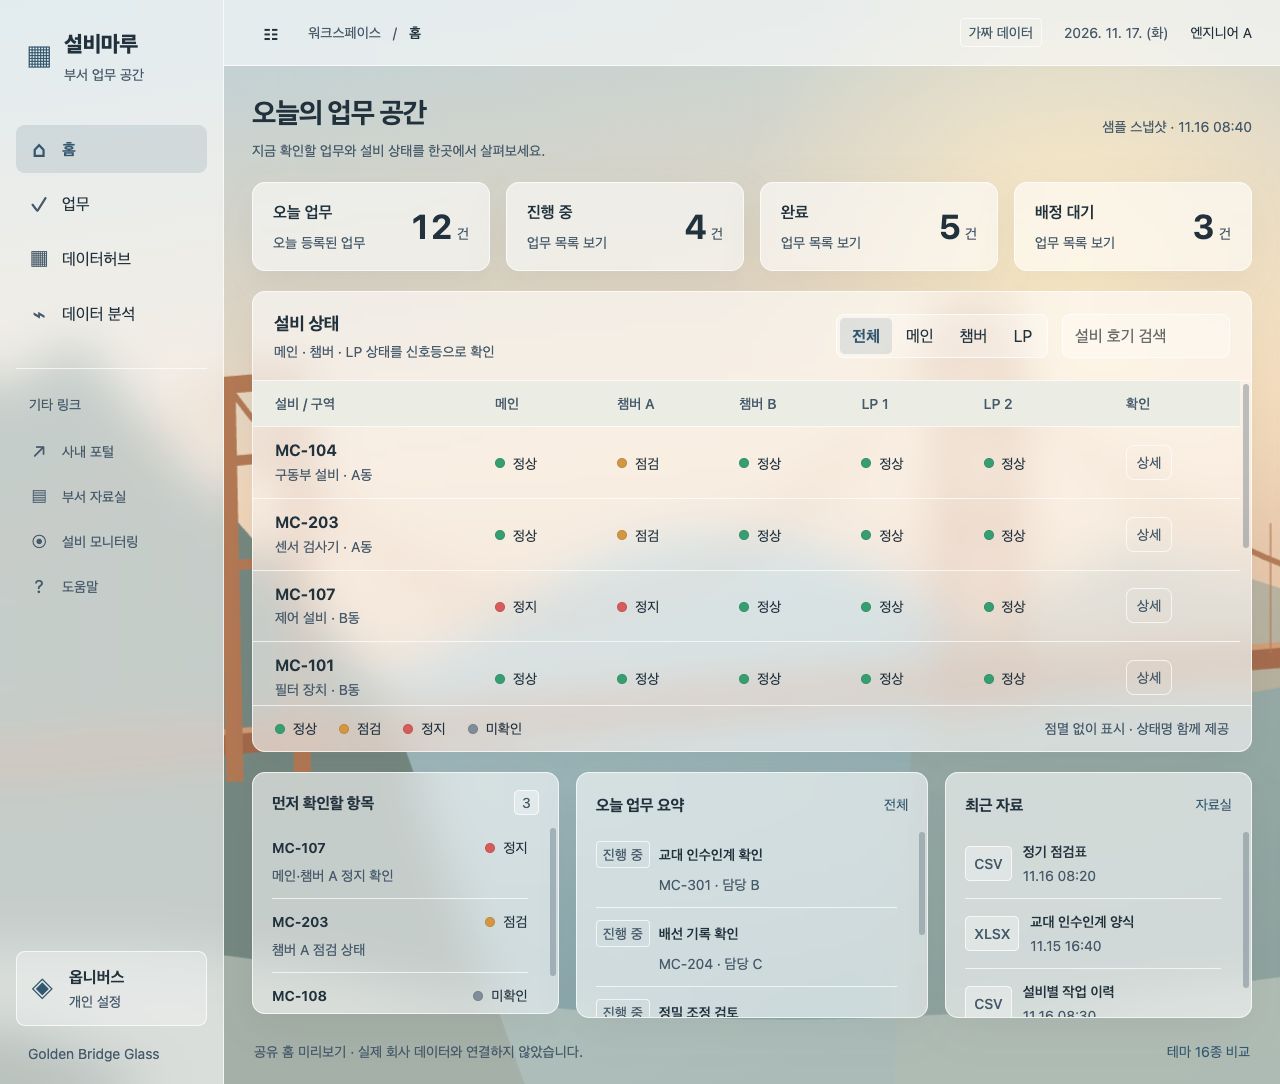 설비마루
부서 업무 공간
홈
업무
데이터허브
데이터 분석
기타 링크
사내 포털
부서 자료실
설비 모니터링
? 도움말
옵니버스
개인 설정
Golden Bridge Glass
워크스페이스 / 홈
가짜 데이터
2026. 11. 17. (화)
엔지니어 A
오늘의 업무 공간
지금 확인할 업무와 설비 상태를 한곳에서 살펴보세요.
샘플 스냅샷 · 11.16 08:40
오늘 업무
오늘 등록된 업무
12 건
진행 중
업무 목록 보기
4 건
완료
업무 목록 보기
5 건
배정 대기
업무 목록 보기
3 건
설비 상태
메인 · 챔버 · LP 상태를 신호등으로 확인
전체 메인 챔버 LP
설비 호기 검색
설비 / 구역 메인 챔버 A 챔버 B LP 1 LP 2 확인
MC-104
구동부 설비 · A동
정상 점검 정상 정상 정상 상세
MC-203
센서 검사기 · A동
정상 점검 정상 정상 정상 상세
MC-107
제어 설비 · B동
정지 정지 정상 정상 정상 상세
MC-101
필터 장치 · B동
정상 정상 정상 정상 정상 상세
정상 점검 정지 미확인
점멸 없이 표시 · 상태명 함께 제공
먼저 확인할 항목 3
MC-107 정지
메인·챔버 A 정지 확인
MC-203 점검
챔버 A 점검 상태
MC-108 미확인
오늘 업무 요약 전체
진행 중 교대 인수인계 확인
MC-301 · 담당 B
진행 중 배선 기록 확인
MC-204 · 담당 C
진행 중 정밀 조정 검토
최근 자료 자료실
CSV 정기 점검표
11.16 08:20
XLSX 교대 인수인계 양식
11.15 16:40
CSV 설비별 작업 이력
11.16 08:30
공유 홈 미리보기 · 실제 회사 데이터와 연결하지 않았습니다.
테마 16종 비교